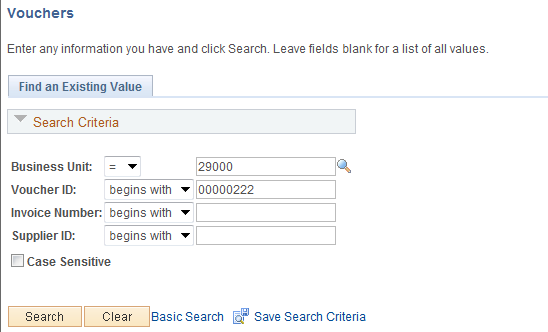 Vouchers
Enter any information you have and click Search. Leave fields blank for a list of all values.
Find an Existing Value
Search Criteria
Business Unit: = 29000
Voucher ID: begins with 00000222
Invoice Number: begins with
Supplier ID: begins with
Case Sensitive
Search Clear Basic Search Save Search Criteria